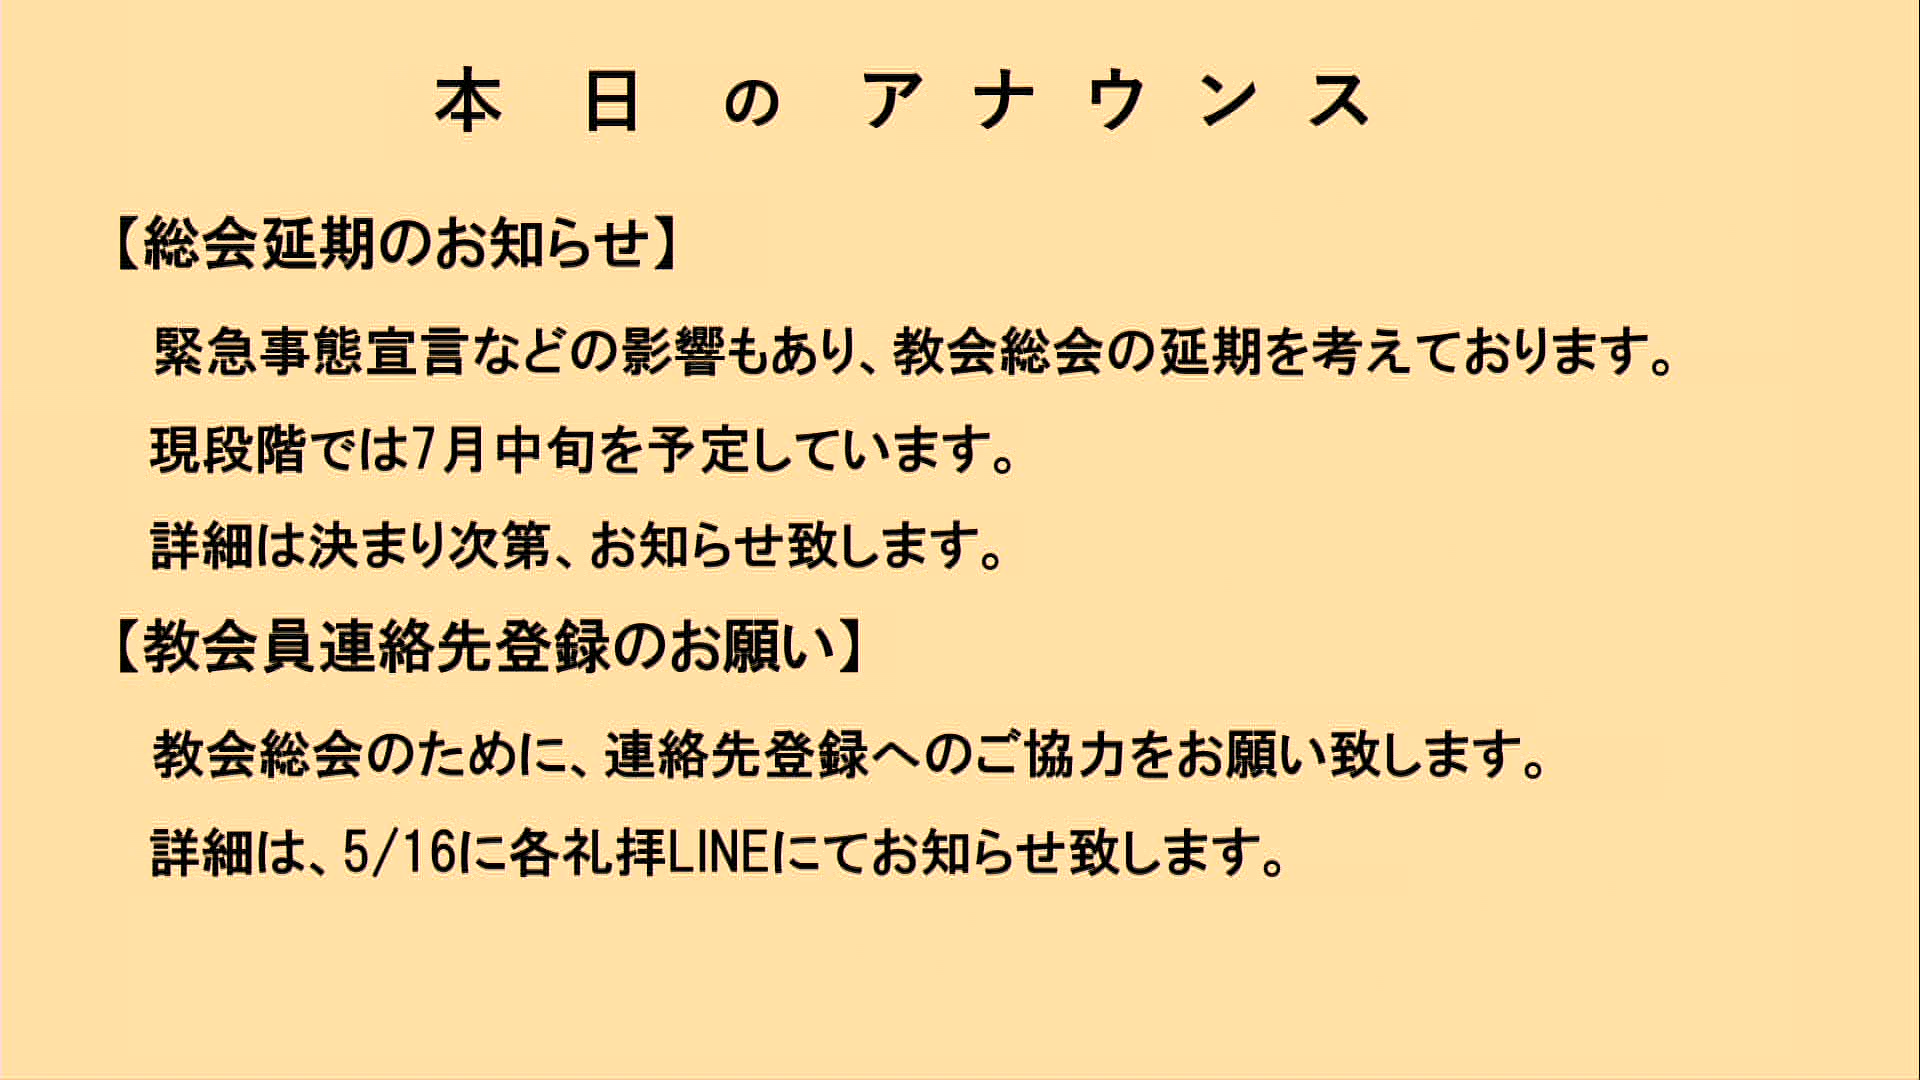 本日のアナウンス
【総会延期のお知らせ】
緊急事態宣言などの影響もあり、教会総会の延期を考えております。
現段階では7月中旬を予定しています。
詳細は決まり次第、お知らせ致します。
【教会員連絡先登録のお願い】
教会総会のために、連絡先登録へのご協力をお願い致します。
詳細は、5/16に各礼拝LINEにてお知らせ致します。